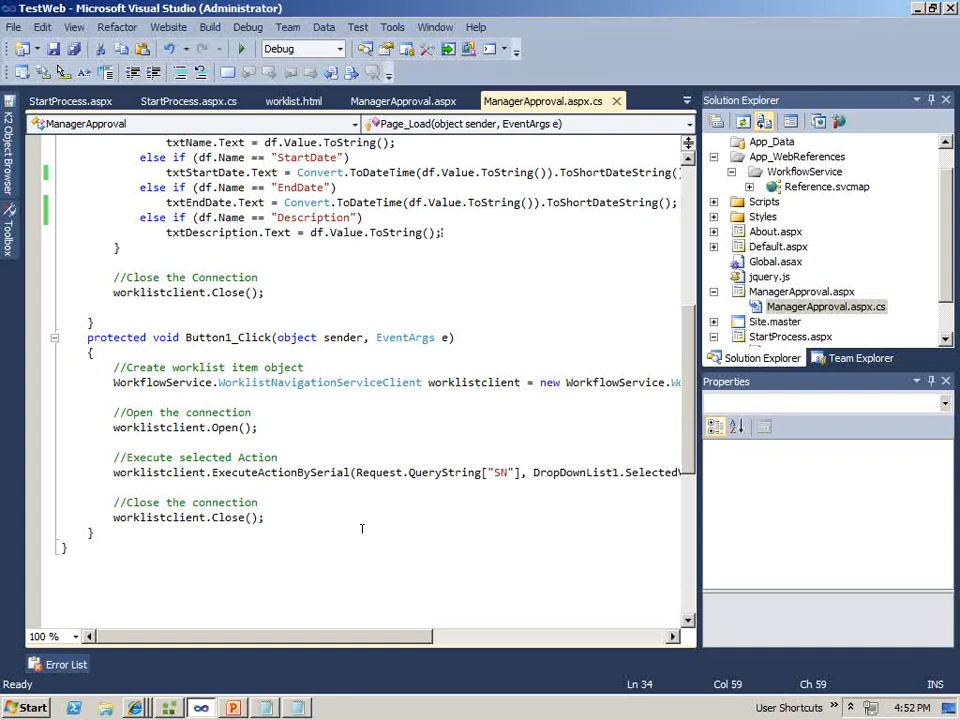 TestWeb - Microsoft Visual Studio (Administrator)
File Edit View Refactor Website Build Debug Team Data Test Tools Window Help
Debug
StartProcess.aspx StartProcess.aspx.cs worklist.html ManagerApproval.aspx ManagerApproval.aspx.cs
ManagerApproval Page_Load(object sender, EventArgs e)
K2 Object Browser
Toolbox
txtName.Text = df.Value.ToString();
else if (df.Name == "StartDate")
txtStartDate.Text = Convert.ToDateTime(df.Value.ToString()).ToShortDateString()
else if (df.Name == "EndDate")
txtEndDate.Text = Convert.ToDateTime(df.Value.ToString()).ToShortDateString();
else if (df.Name == "Description")
txtDescription.Text = df.Value.ToString();
}
//Close the Connection
worklistclient.Close();
}
protected void Button1_Click(object sender, EventArgs e)
{
//Create worklist item object
WorkflowService.WorklistNavigationServiceClient worklistclient = new WorkflowService.W
//Open the connection
worklistclient.Open();
//Execute selected Action
worklistclient.ExecuteActionBySerial(Request.QueryString["SN"], DropDownList1.Selected
//Close the connection
worklistclient.Close();
}
}
100 %
Error List
Solution Explorer
App_Data
App_WebReferences
WorkflowService
Reference.svcmap
Scripts
Styles
About.aspx
Default.aspx
Global.asax
jquery.js
ManagerApproval.aspx
ManagerApproval.aspx.cs
Site.master
StartProcess.aspx
Solution Explorer Team Explorer
Properties
Ready Ln 34 Col 59 Ch 59 INS
Start User Shortcuts » 4:52 PM